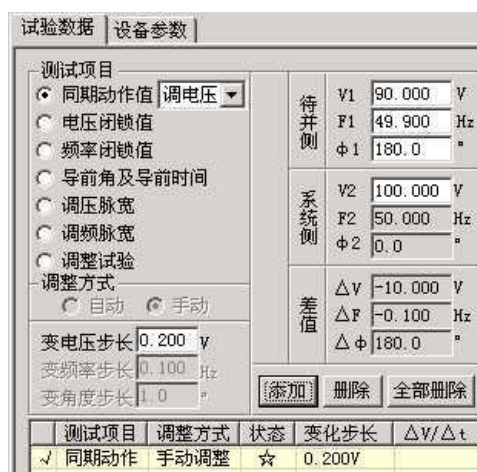 试验数据 设备参数
测试项目
同期动作值 调电压
电压闭锁值
频率闭锁值
导前角及导前时间
调压脉宽
调频脉宽
调整试验
调整方式
自动 手动
变电压步长 0.200 V
变频率步长 0.100 Hz
变角度步长 1.0 °
待并侧
V1 90.000 V
F1 49.900 Hz
Φ1 180.0 °
系统侧
V2 100.000 V
F2 50.000 Hz
Φ2 0.0 °
差值
△V -10.000 V
△F -0.100 Hz
△Φ 180.0 °
添加 删除 全部删除
测试项目 调整方式 状态 变化步长 △V/△t
√ 同期动作 手动调整 ☆ 0.200V